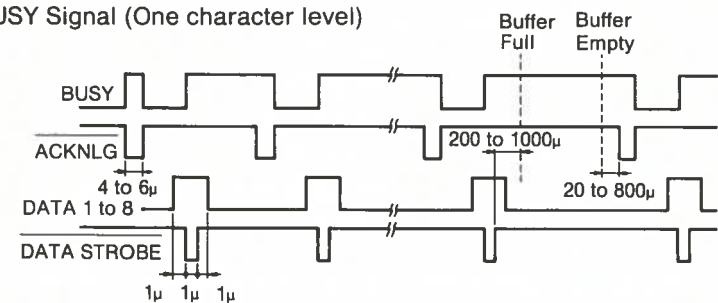 USY Signal (One character level)
Buffer Full
Buffer Empty
BUSY
ACKNLG
200 to 1000μ
4 to 6μ
20 to 800μ
DATA 1 to 8
DATA STROBE
1μ 1μ 1μ